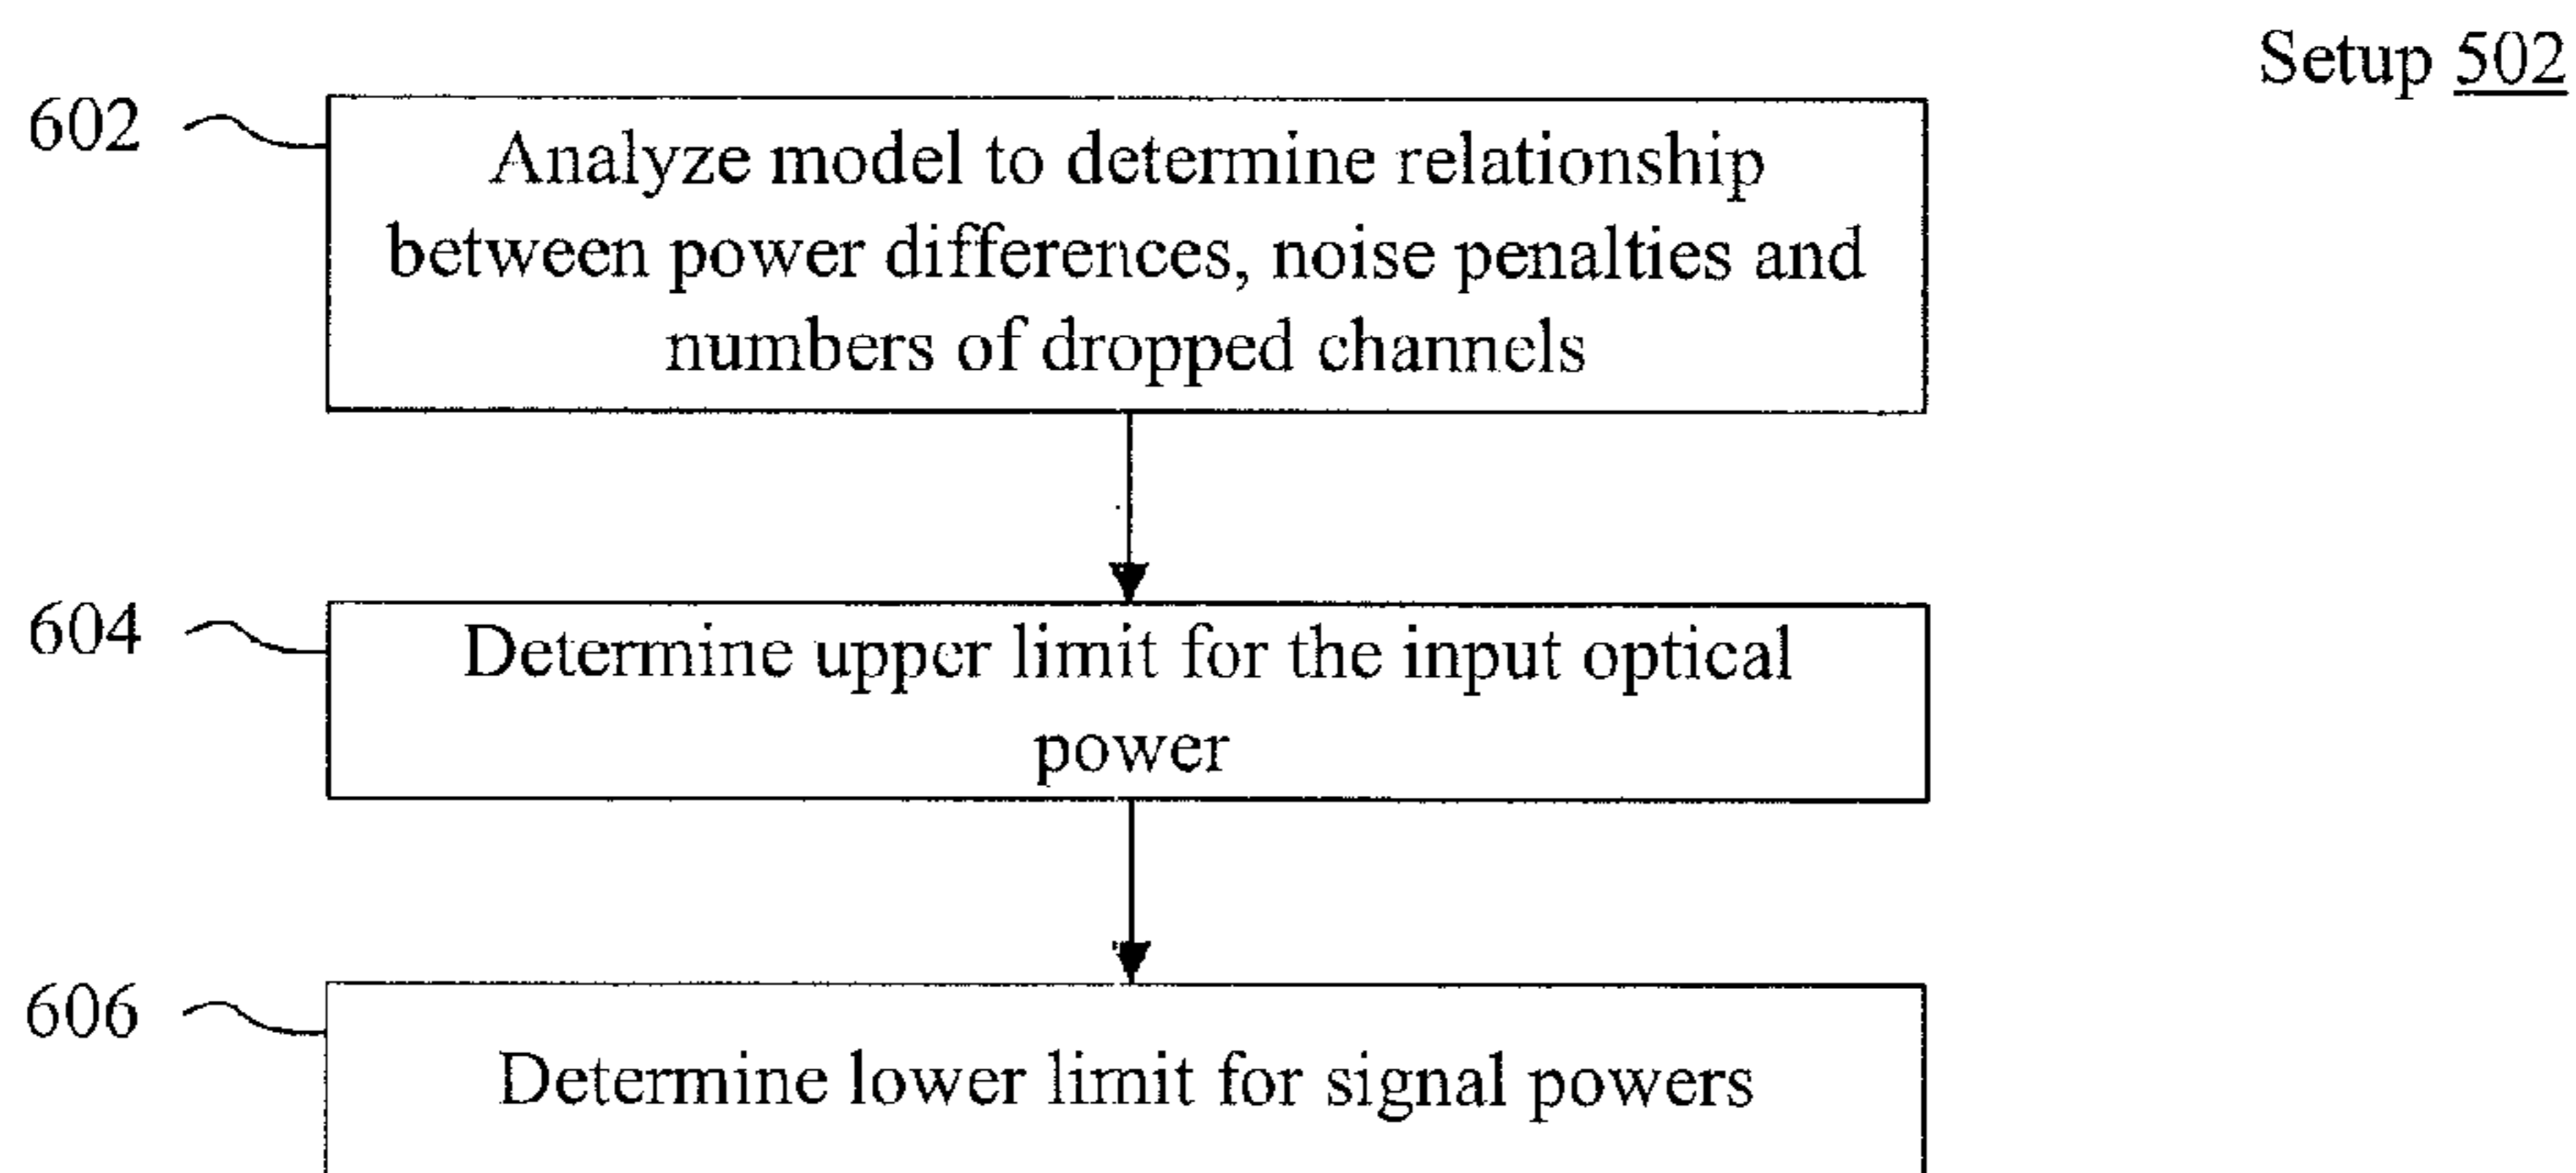 Setup 502
602
Analyze model to determine relationship
between power differences, noise penalties and
numbers of dropped channels
604
Determine upper limit for the input optical
power
606
Determine lower limit for signal powers